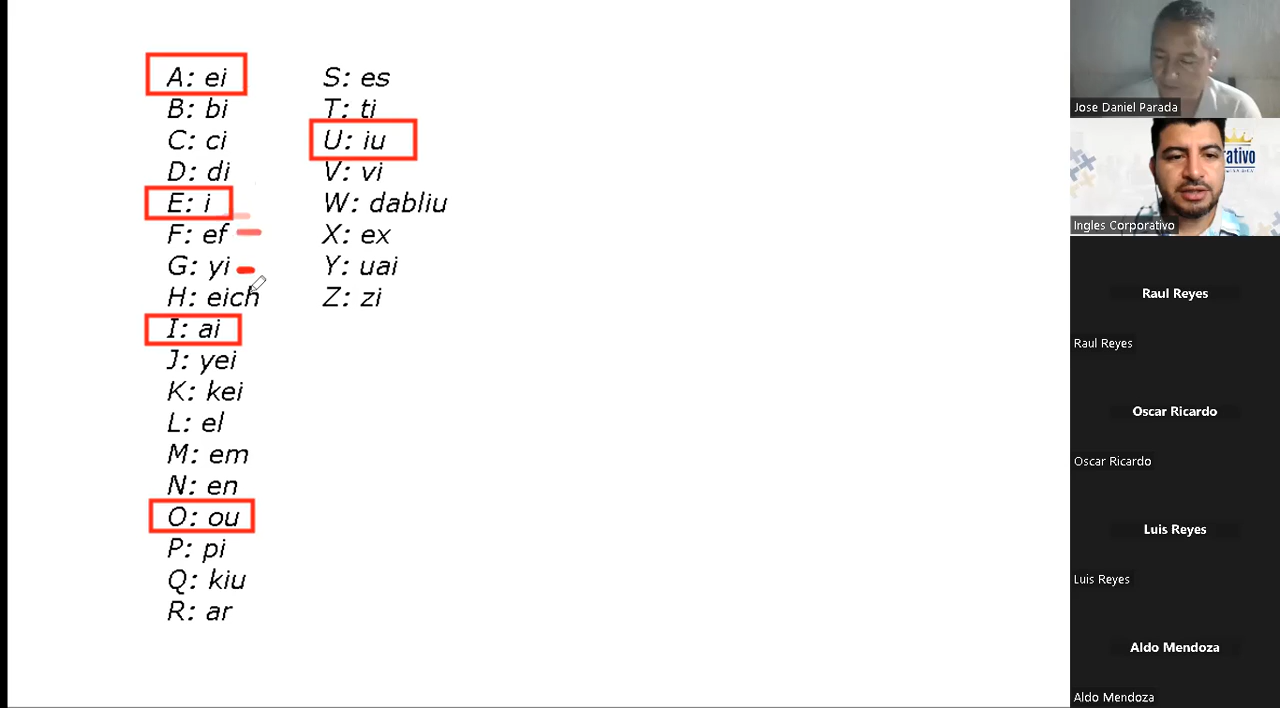 A: ei
B: bi
C: ci
D: di
E: i
F: ef
G: yi
H: eich
I: ai
J: yei
K: kei
L: el
M: em
N: en
O: ou
P: pi
Q: kiu
R: ar
S: es
T: ti
U: iu
V: vi
W: dabliu
X: ex
Y: uai
Z: zi
Jose Daniel Parada
Ingles Corporativo
Raul Reyes
Raul Reyes
Oscar Ricardo
Oscar Ricardo
Luis Reyes
Luis Reyes
Aldo Mendoza
Aldo Mendoza